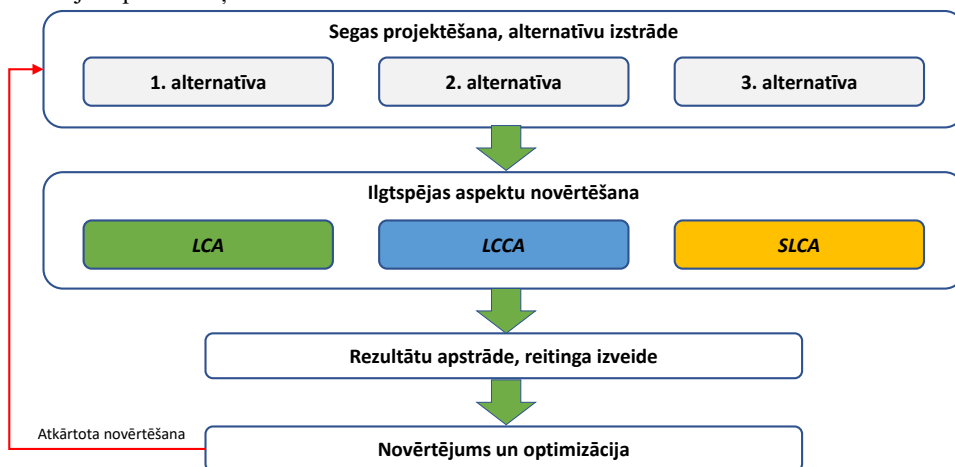 Segas projektēšana, alternatīvu izstrāde
1. alternatīva
2. alternatīva
3. alternatīva
Ilgtspējas aspektu novērtēšana
LCA
LCCA
SLCA
Rezultātu apstrāde, reitinga izveide
Atkārtota novērtēšana
Novērtējums un optimizācija